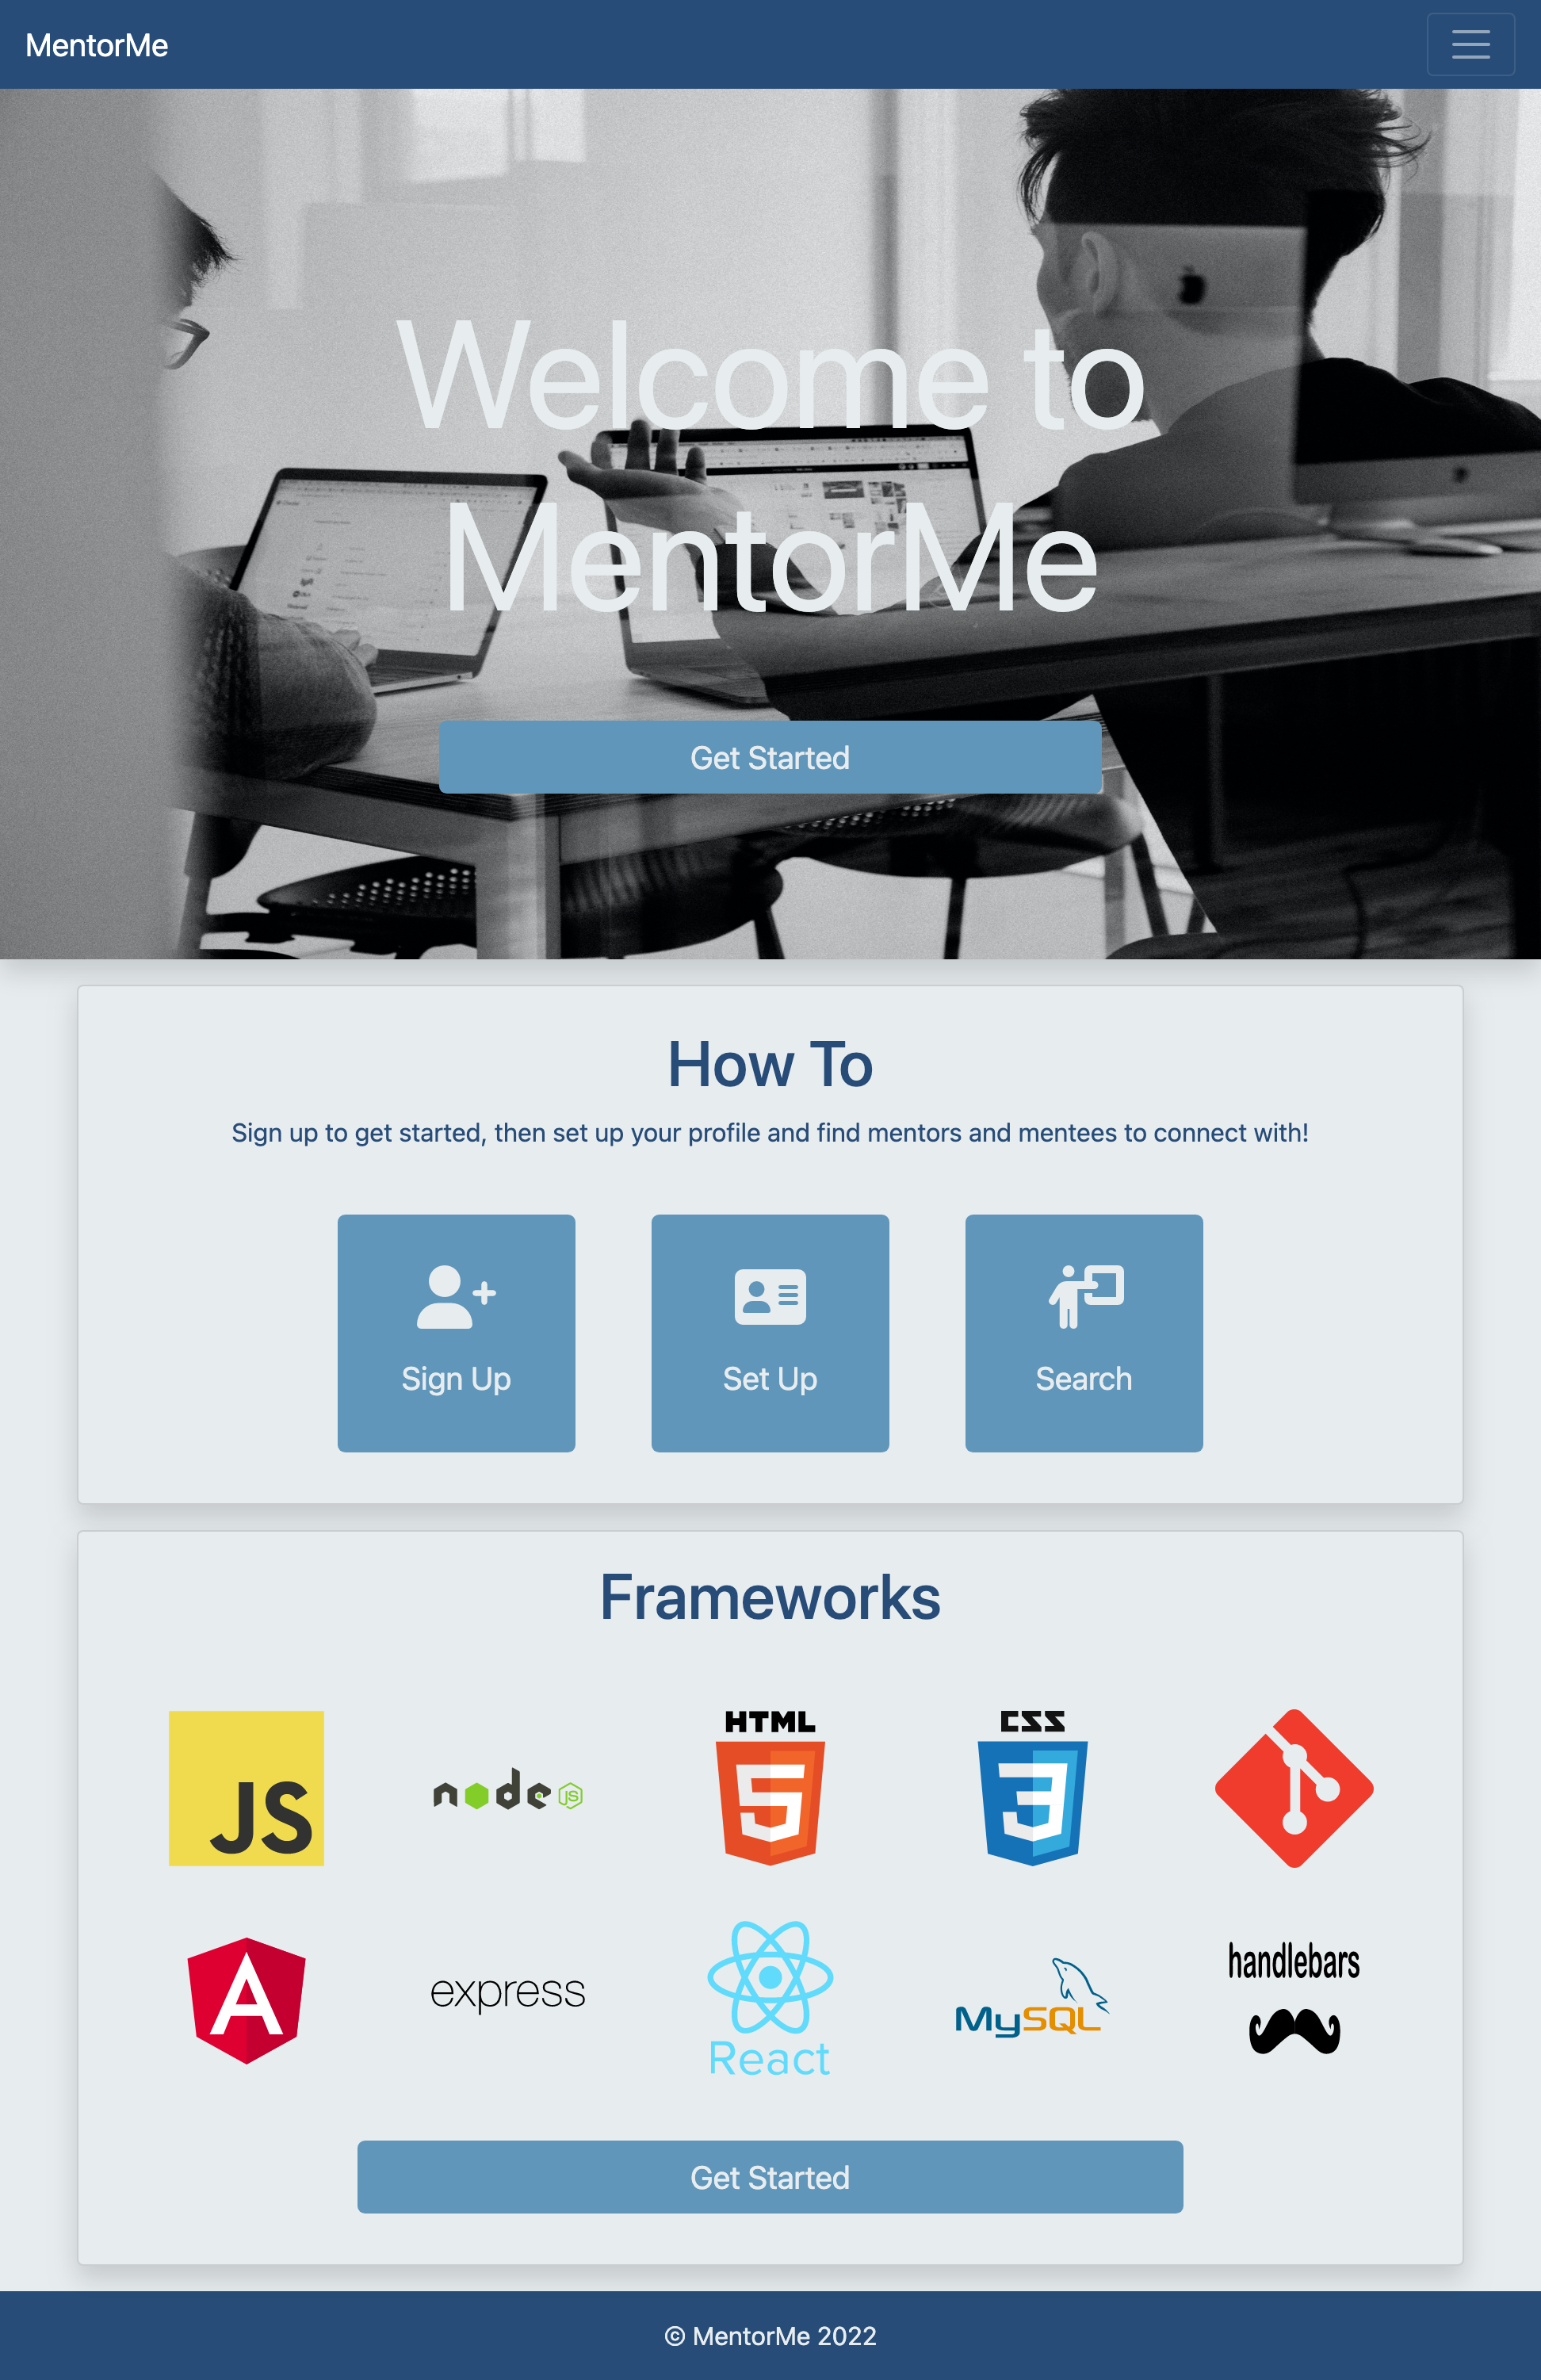 MentorMe
Welcome to
MentorMe
Get Started
How To
Sign up to get started, then set up your profile and find mentors and mentees to connect with!
Sign Up
Set Up
Search
Frameworks
JS
node
JS
HTML
5
CSS
3
A
express
React
MySQL
handlebars
Get Started
© MentorMe 2022